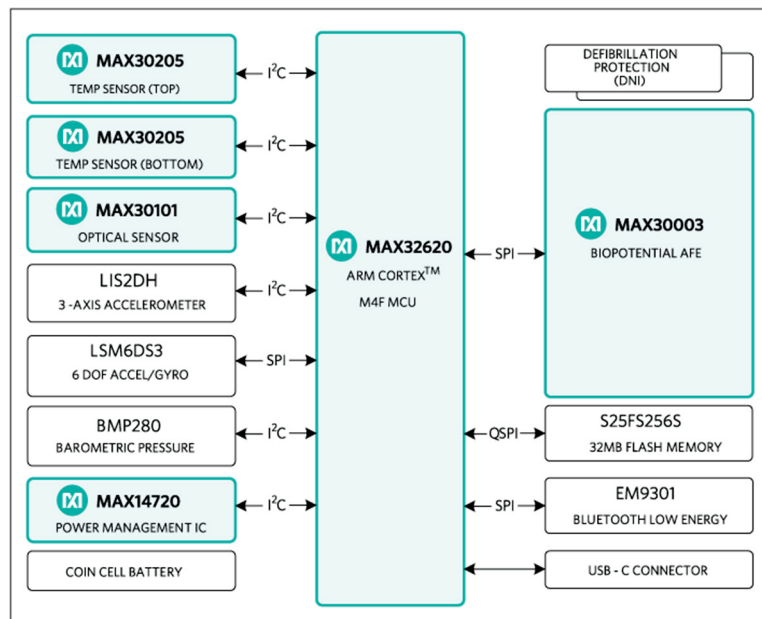 MAX30205
TEMP SENSOR (TOP)
I²C
MAX30205
TEMP SENSOR (BOTTOM)
I²C
MAX30101
OPTICAL SENSOR
I²C
LIS2DH
3 -AXIS ACCELEROMETER
I²C
LSM6DS3
6 DOF ACCEL/GYRO
SPI
BMP280
BAROMETRIC PRESSURE
I²C
MAX14720
POWER MANAGEMENT IC
I²C
COIN CELL BATTERY
MAX32620
ARM CORTEX™
M4F MCU
DEFIBRILLATION
PROTECTION
(DNI)
MAX30003
BIOPOTENTIAL AFE
SPI
S25FS256S
32MB FLASH MEMORY
QSPI
EM9301
BLUETOOTH LOW ENERGY
SPI
USB - C CONNECTOR